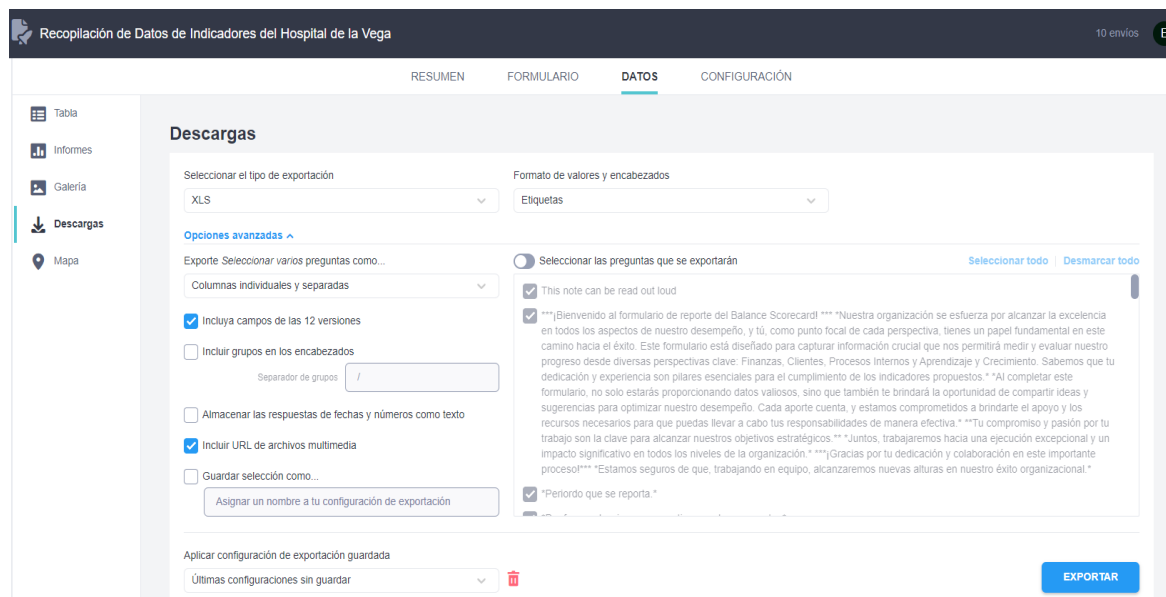 Recopilación de Datos de Indicadores del Hospital de la Vega
10 envíos
E
RESUMEN
FORMULARIO
DATOS
CONFIGURACIÓN
Tabla
Informes
Galería
Descargas
Mapa
Descargas
Seleccionar el tipo de exportación
XLS
Formato de valores y encabezados
Etiquetas
Opciones avanzadas
Exporte Seleccionar varios preguntas como...
Columnas individuales y separadas
Incluya campos de las 12 versiones
Incluir grupos en los encabezados
Separador de grupos
/
Almacenar las respuestas de fechas y números como texto
Incluir URL de archivos multimedia
Guardar selección como...
Asignar un nombre a tu configuración de exportación
Seleccionar las preguntas que se exportarán
Seleccionar todo
Desmarcar todo
This note can be read out loud
***¡Bienvenido al formulario de reporte del Balance Scorecard! *** *Nuestra organización se esfuerza por alcanzar la excelencia
en todos los aspectos de nuestro desempeño, y tú, como punto focal de cada perspectiva, tienes un papel fundamental en este
camino hacia el éxito. Este formulario está diseñado para capturar información crucial que nos permitirá medir y evaluar nuestro
progreso desde diversas perspectivas clave: Finanzas, Clientes, Procesos Internos y Aprendizaje y Crecimiento. Sabemos que tu
dedicación y experiencia son pilares esenciales para el cumplimiento de los indicadores propuestos.* *Al completar este
formulario, no solo estarás proporcionando datos valiosos, sino que también te brindará la oportunidad de compartir ideas y
sugerencias para optimizar nuestro desempeño. Cada aporte cuenta, y estamos comprometidos a brindarte el apoyo y los
recursos necesarios para que puedas llevar a cabo tus responsabilidades de manera efectiva.* **Tu compromiso y pasión por tu
trabajo son la clave para alcanzar nuestros objetivos estratégicos.** *Juntos, trabajaremos hacia una ejecución excepcional y un
impacto significativo en todos los niveles de la organización.* ***¡Gracias por tu dedicación y colaboración en este importante
proceso!*** *Estamos seguros de que, trabajando en equipo, alcanzaremos nuevas alturas en nuestro éxito organizacional.*
*Periordo que se reporta.*
Aplicar configuración de exportación guardada
Últimas configuraciones sin guardar
EXPORTAR